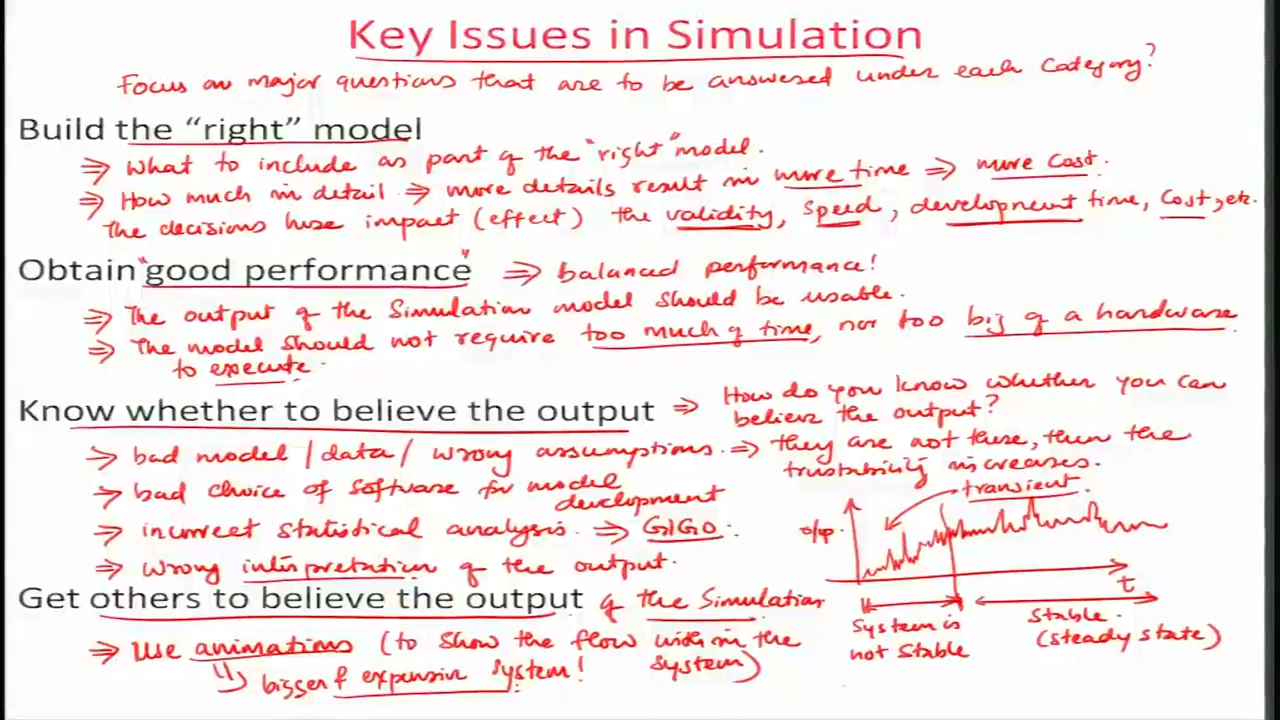 Key Issues in Simulation
Focus on major questions that are to be answered under each category?
Build the “right” model
⇒ What to include as part of the "right" model.
⇒ How much in detail ⇒ more details result in more time ⇒ more cost.
The decisions have impact (effect) the validity, speed, development time, cost, etc.
Obtain "good performance" ⇒ balanced performance!
⇒ The output of the Simulation model should be usable.
⇒ The model should not require too much of time, nor too big of a hardware
to execute.
Know whether to believe the output ⇒ How do you know whether you can
believe the output?
⇒ bad model / data / wrong assumptions. ⇒ they are not these, then the
trustability increases.
⇒ bad choice of software for model
development
⇒ incorrect statistical analysis. ⇒ GIGO.
⇒ wrong interpretation of the output.
transient.
o/p.
t
System is
not stable
Stable.
(steady state)
Get others to believe the output of the Simulation
⇒ Use animations (to show the flow with in the
system)
bigger & expensive system!